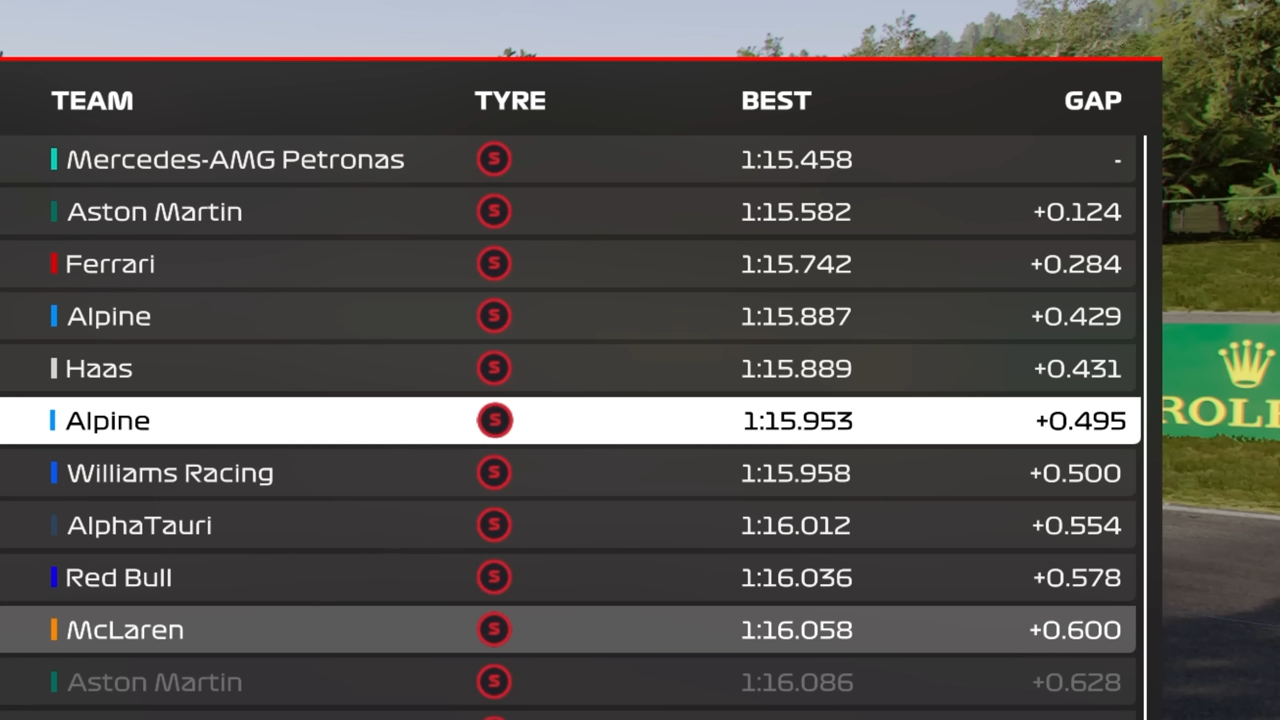 TEAM TYRE BEST GAP
Mercedes-AMG Petronas S 1:15.458 -
Aston Martin S 1:15.582 +0.124
Ferrari S 1:15.742 +0.284
Alpine S 1:15.887 +0.429
Haas S 1:15.889 +0.431
Alpine S 1:15.953 +0.495
Williams Racing S 1:15.958 +0.500
AlphaTauri S 1:16.012 +0.554
Red Bull S 1:16.036 +0.578
McLaren S 1:16.058 +0.600
Aston Martin S 1:16.086 +0.628
ROLE